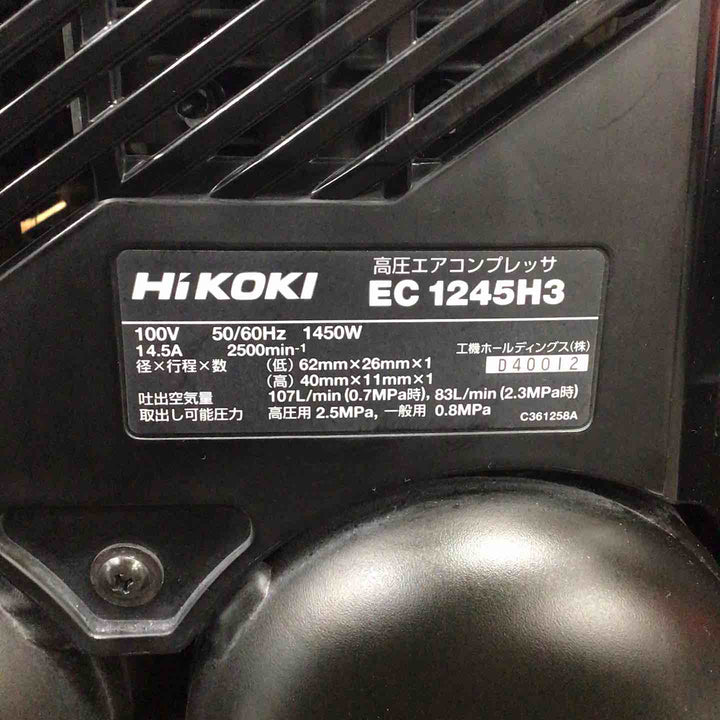 HiKOKI
高圧エアコンプレッサ
EC 1245H3
100V 50/60Hz 1450W
14.5A 2500min-1
工機ホールディングス(株)
径×行程×数 (低) 62mm×26mm×1
D40012
(高) 40mm×11mm×1
吐出空気量 107L/min (0.7MPa時), 83L/min (2.3MPa時)
取出し可能圧力 高圧用 2.5MPa, 一般用 0.8MPa
C361258A